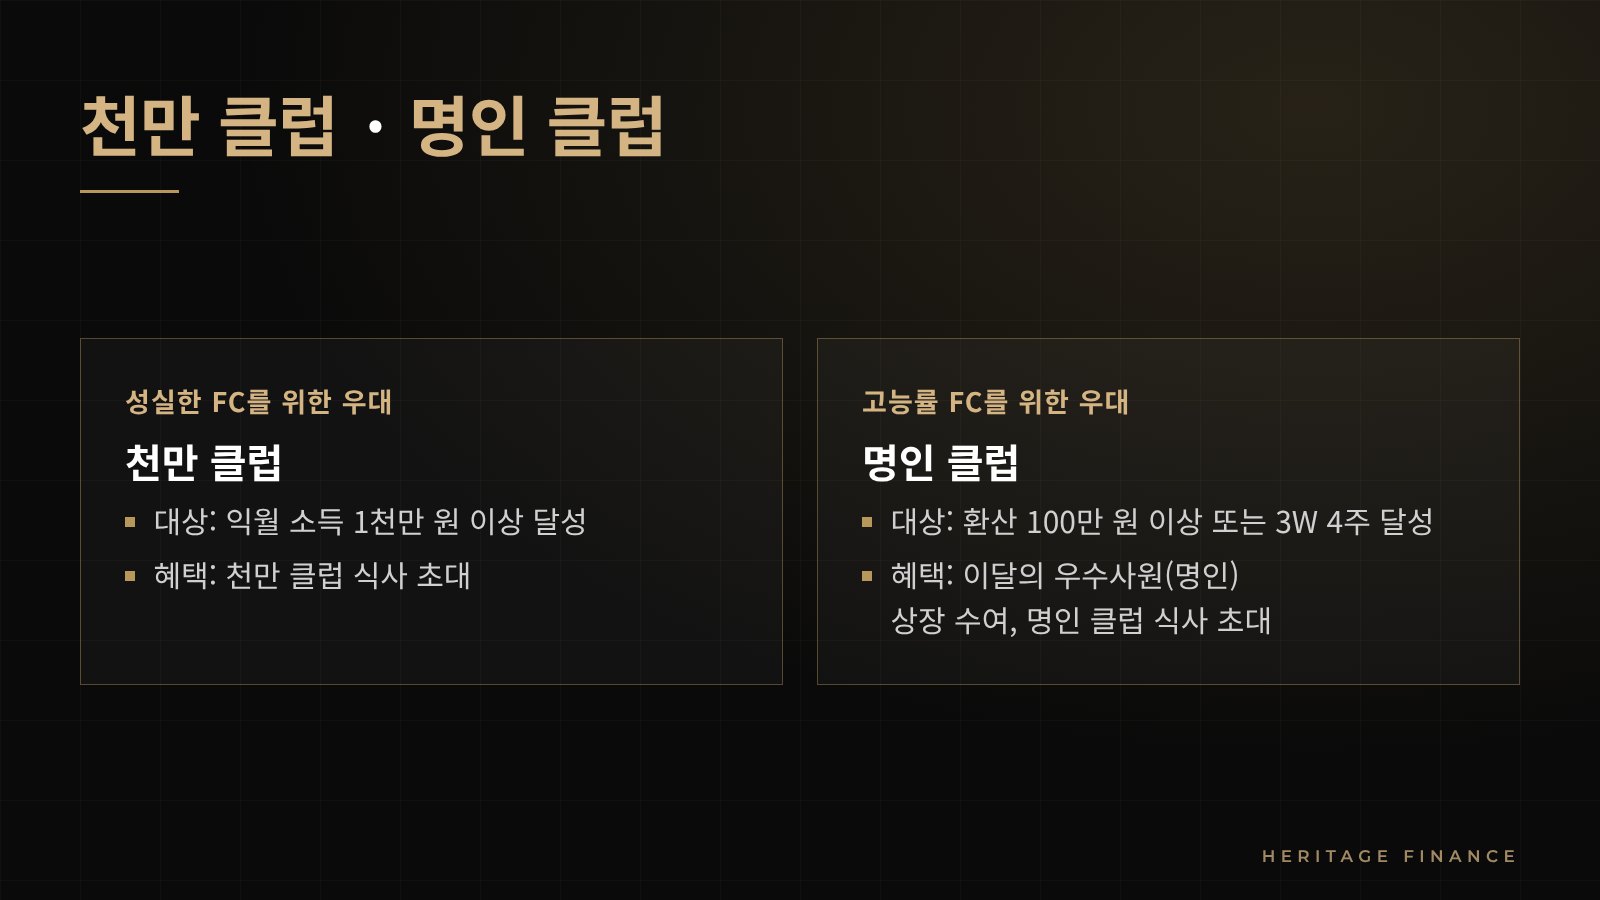 천만 클럽 · 명인 클럽
성실한 FC를 위한 우대
천만 클럽
대상: 익월 소득 1천만 원 이상 달성
혜택: 천만 클럽 식사 초대
고능률 FC를 위한 우대
명인 클럽
대상: 환산 100만 원 이상 또는 3W 4주 달성
혜택: 이달의 우수사원(명인)
상장 수여, 명인 클럽 식사 초대
HERITAGE FINANCE